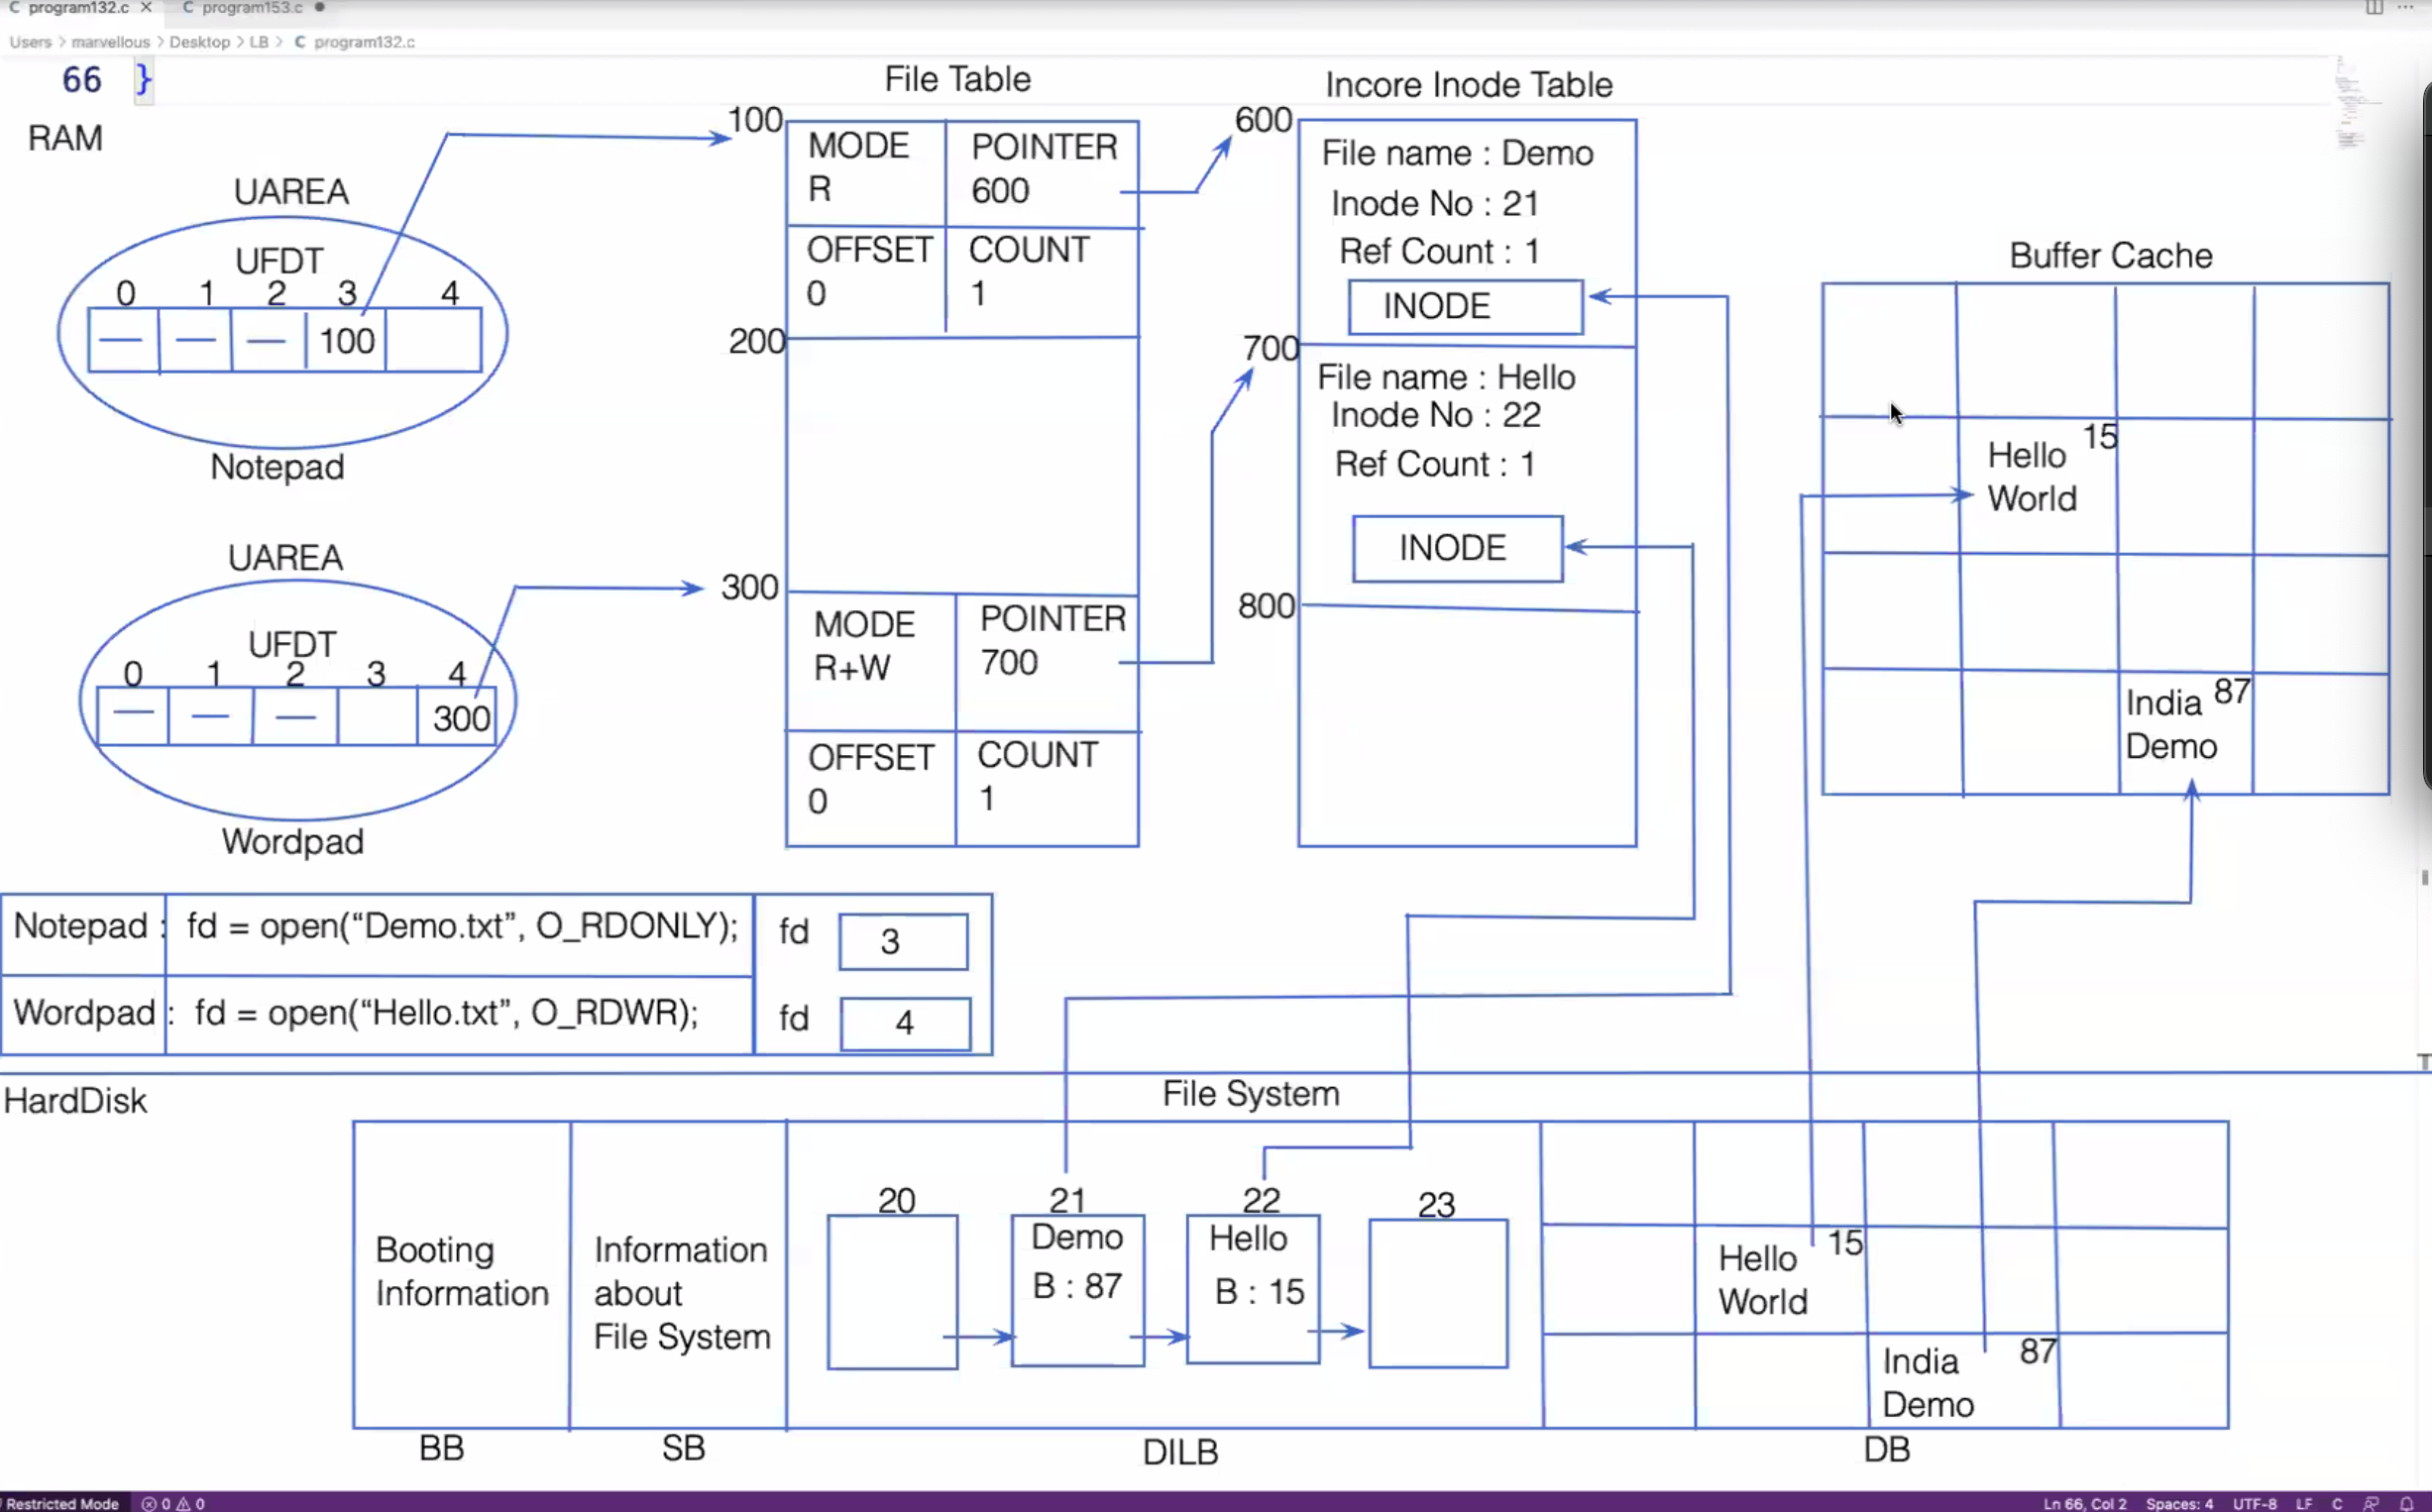 program132.c
program153.c
Users > marvellous > Desktop > LB > C program132.c
66 }
RAM
UAREA
UFDT
0 1 2 3 4
100
Notepad
UAREA
UFDT
0 1 2 3 4
300
Wordpad
File Table
100
MODE
R
POINTER
600
OFFSET
0
COUNT
1
200
300
MODE
R+W
POINTER
700
OFFSET
0
COUNT
1
Incore Inode Table
600
File name : Demo
Inode No : 21
Ref Count : 1
INODE
700
File name : Hello
Inode No : 22
Ref Count : 1
INODE
800
Buffer Cache
15
Hello
World
87
India
Demo
Notepad : fd = open(“Demo.txt”, O_RDONLY);
fd 3
Wordpad : fd = open(“Hello.txt”, O_RDWR);
fd 4
HardDisk
File System
Booting
Information
BB
Information
about
File System
SB
20
21
Demo
B : 87
22
Hello
B : 15
23
DILB
15
Hello
World
87
India
Demo
DB
Restricted Mode 0 0
Ln 66, Col 2 Spaces: 4 UTF-8 LF C